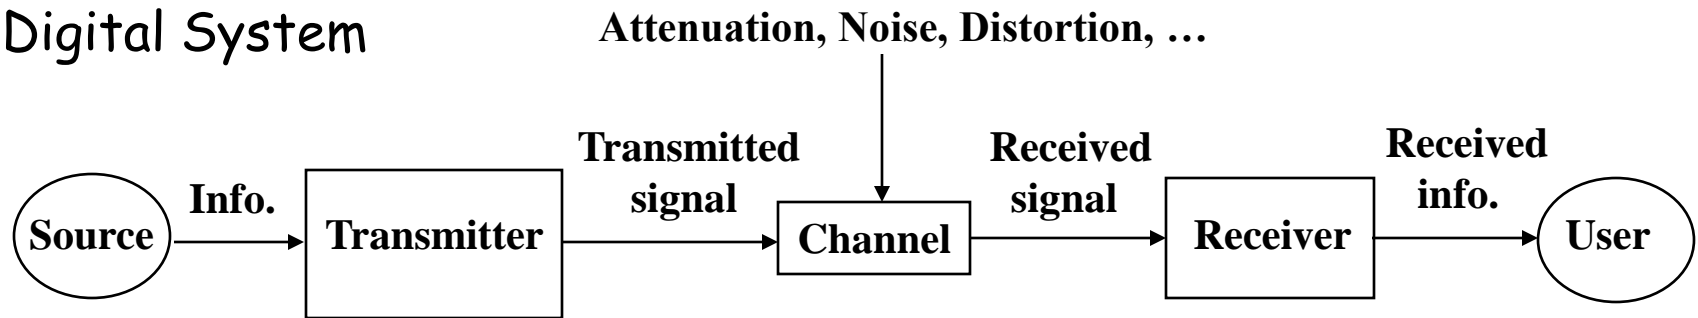 Digital System
Attenuation, Noise, Distortion, …
Source
Info.
Transmitter
Transmitted
signal
Channel
Received
signal
Receiver
Received
info.
User